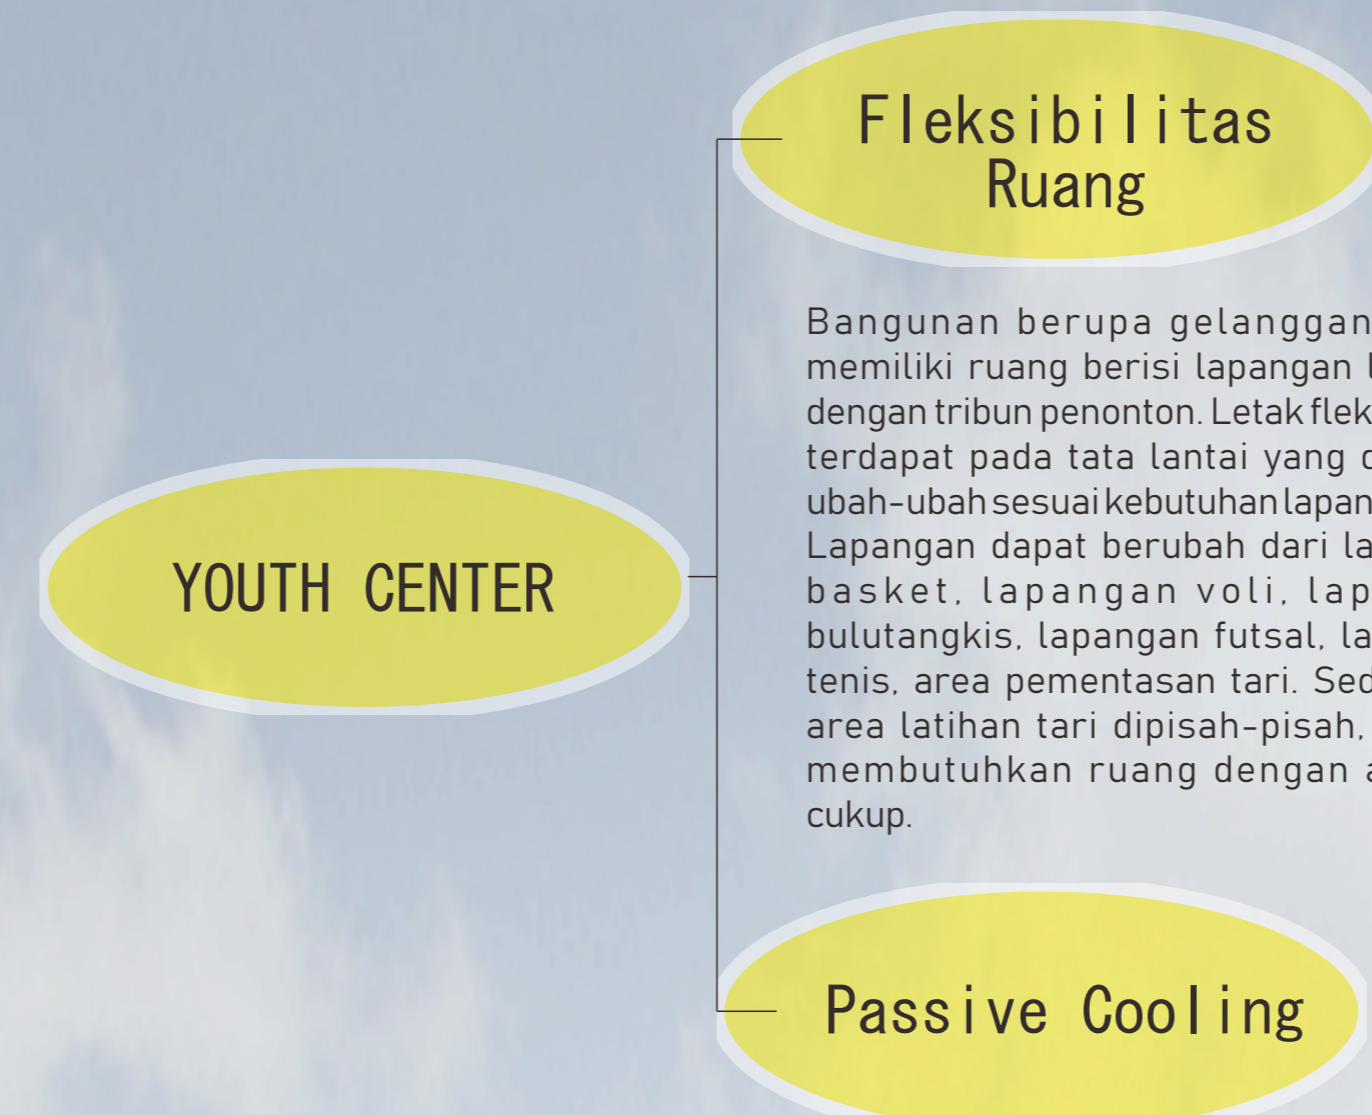 Fleksibilitas
Ruang
Bangunan berupa gelanggan
memiliki ruang berisi lapangan
dengan tribun penonton. Letak flek
terdapat pada tata lantai yang
ubah-ubah sesuai kebutuhan lapan
Lapangan dapat berubah dari la
basket, lapangan voli, lap
bulutangkis, lapangan futsal, la
tenis, area pementasan tari. Sed
area latihan tari dipisah-pisah,
membutuhkan ruang dengan a
cukup.
YOUTH CENTER
Passive Cooling